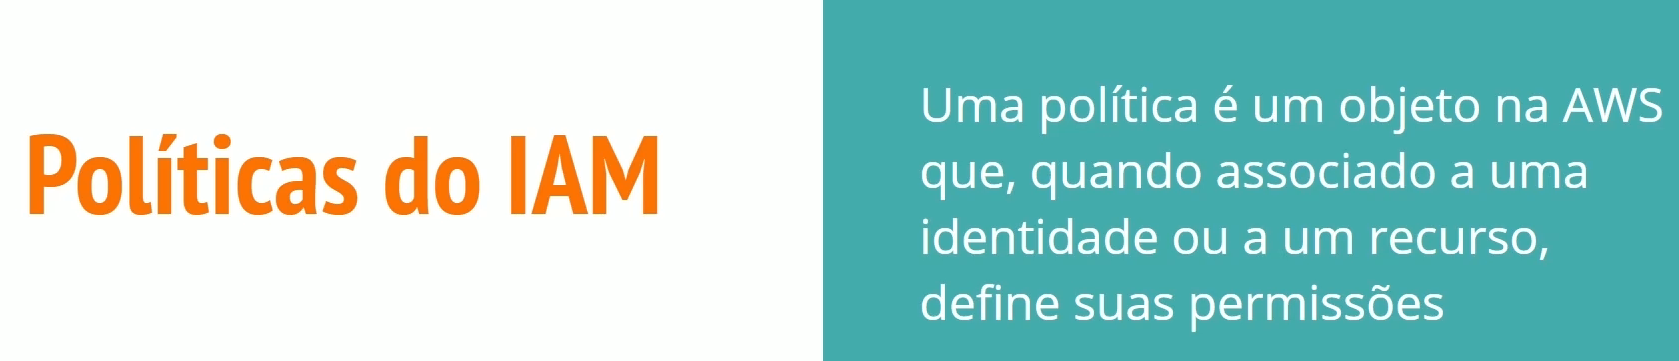 Políticas do IAM
Uma política é um objeto na AWS
que, quando associado a uma
identidade ou a um recurso,
define suas permissões